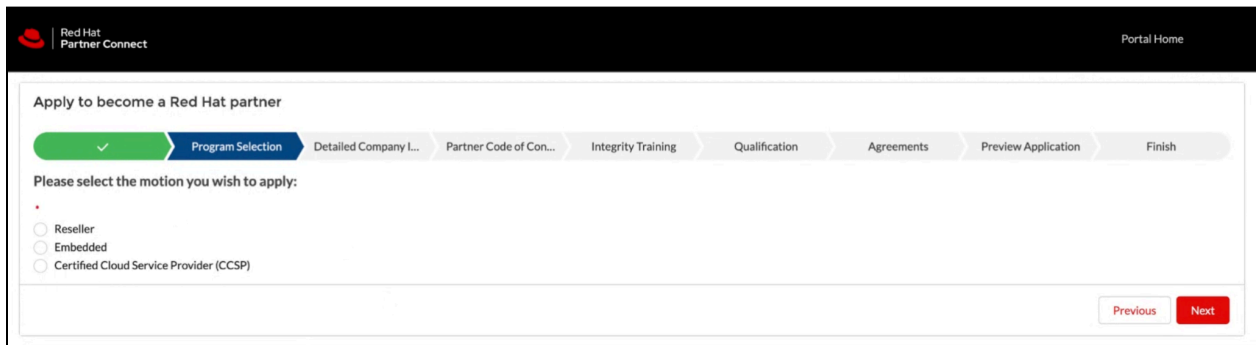 Red Hat
Partner Connect
Portal Home
Apply to become a Red Hat partner
Program Selection
Detailed Company I...
Partner Code of Con...
Integrity Training
Qualification
Agreements
Preview Application
Finish
Please select the motion you wish to apply:
*
Reseller
Embedded
Certified Cloud Service Provider (CCSP)
Previous
Next